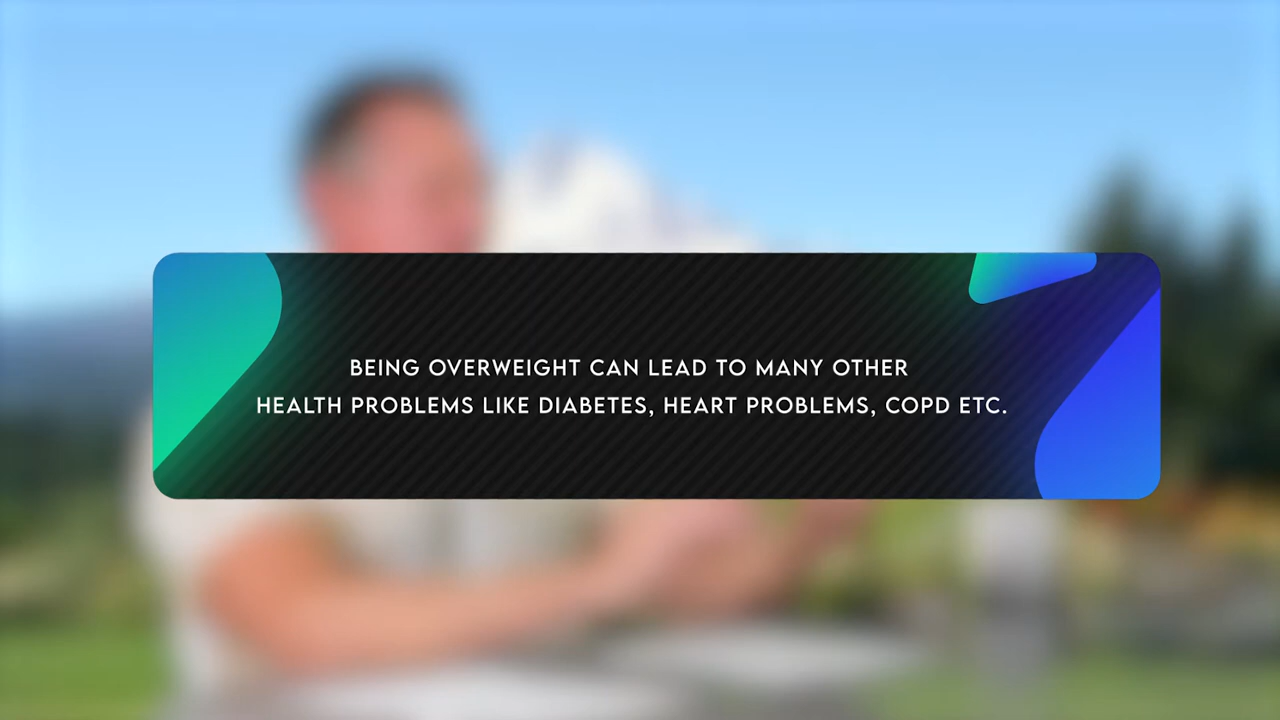 BEING OVERWEIGHT CAN LEAD TO MANY OTHER
HEALTH PROBLEMS LIKE DIABETES, HEART PROBLEMS, COPD ETC.